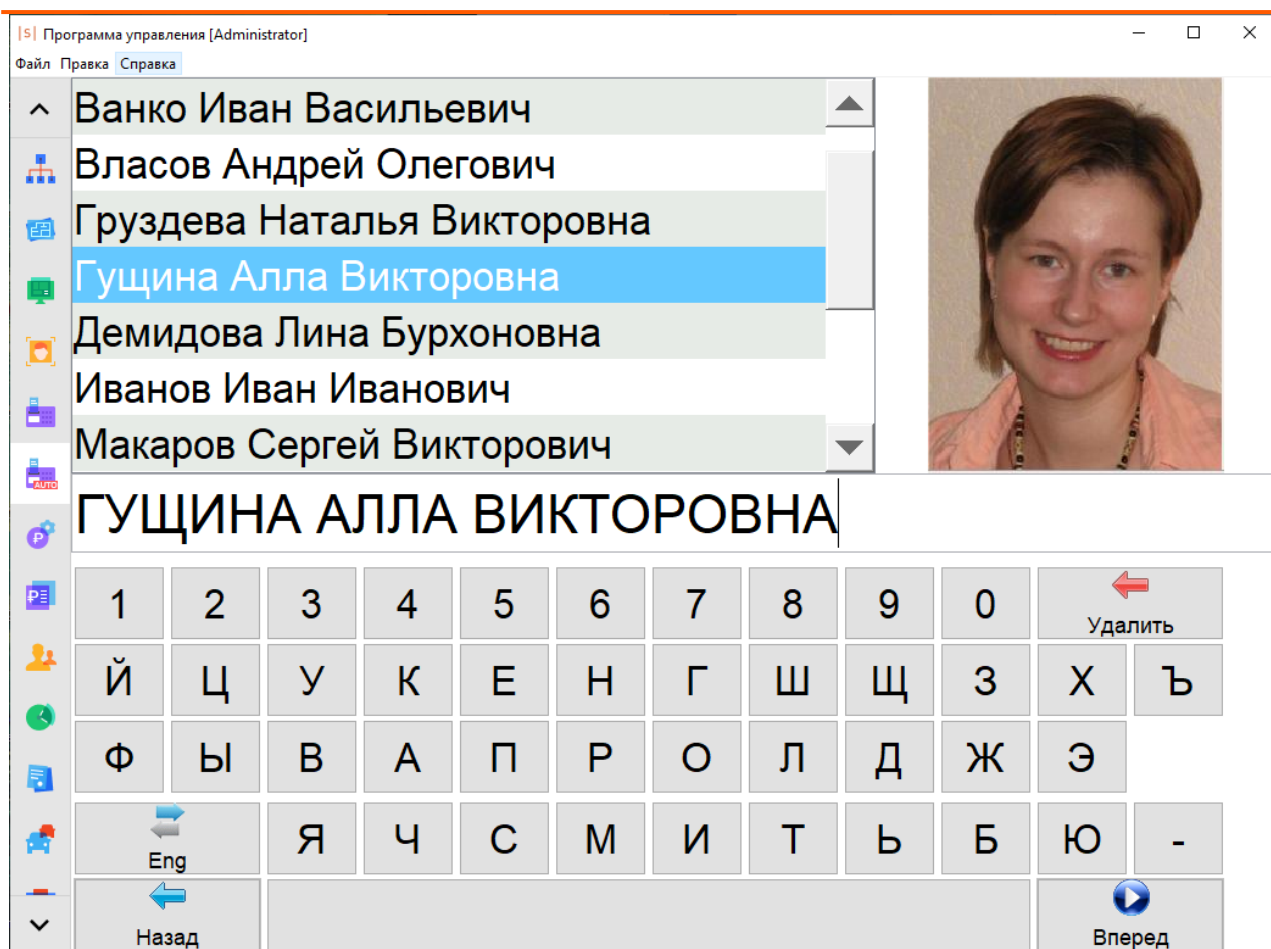 |S| Программа управления [Administrator]
Файл Правка Справка
Ванко Иван Васильевич
Власов Андрей Олегович
Груздева Наталья Викторовна
Гущина Алла Викторовна
Демидова Лина Бурхоновна
Иванов Иван Иванович
Макаров Сергей Викторович
AUTO
ГУЩИНА АЛЛА ВИКТОРОВНА
1 2 3 4 5 6 7 8 9 0 Удалить
Й Ц У К Е Н Г Ш Щ З Х Ъ
Ф Ы В А П Р О Л Д Ж Э
Eng Я Ч С М И Т Ь Б Ю -
Назад Вперед